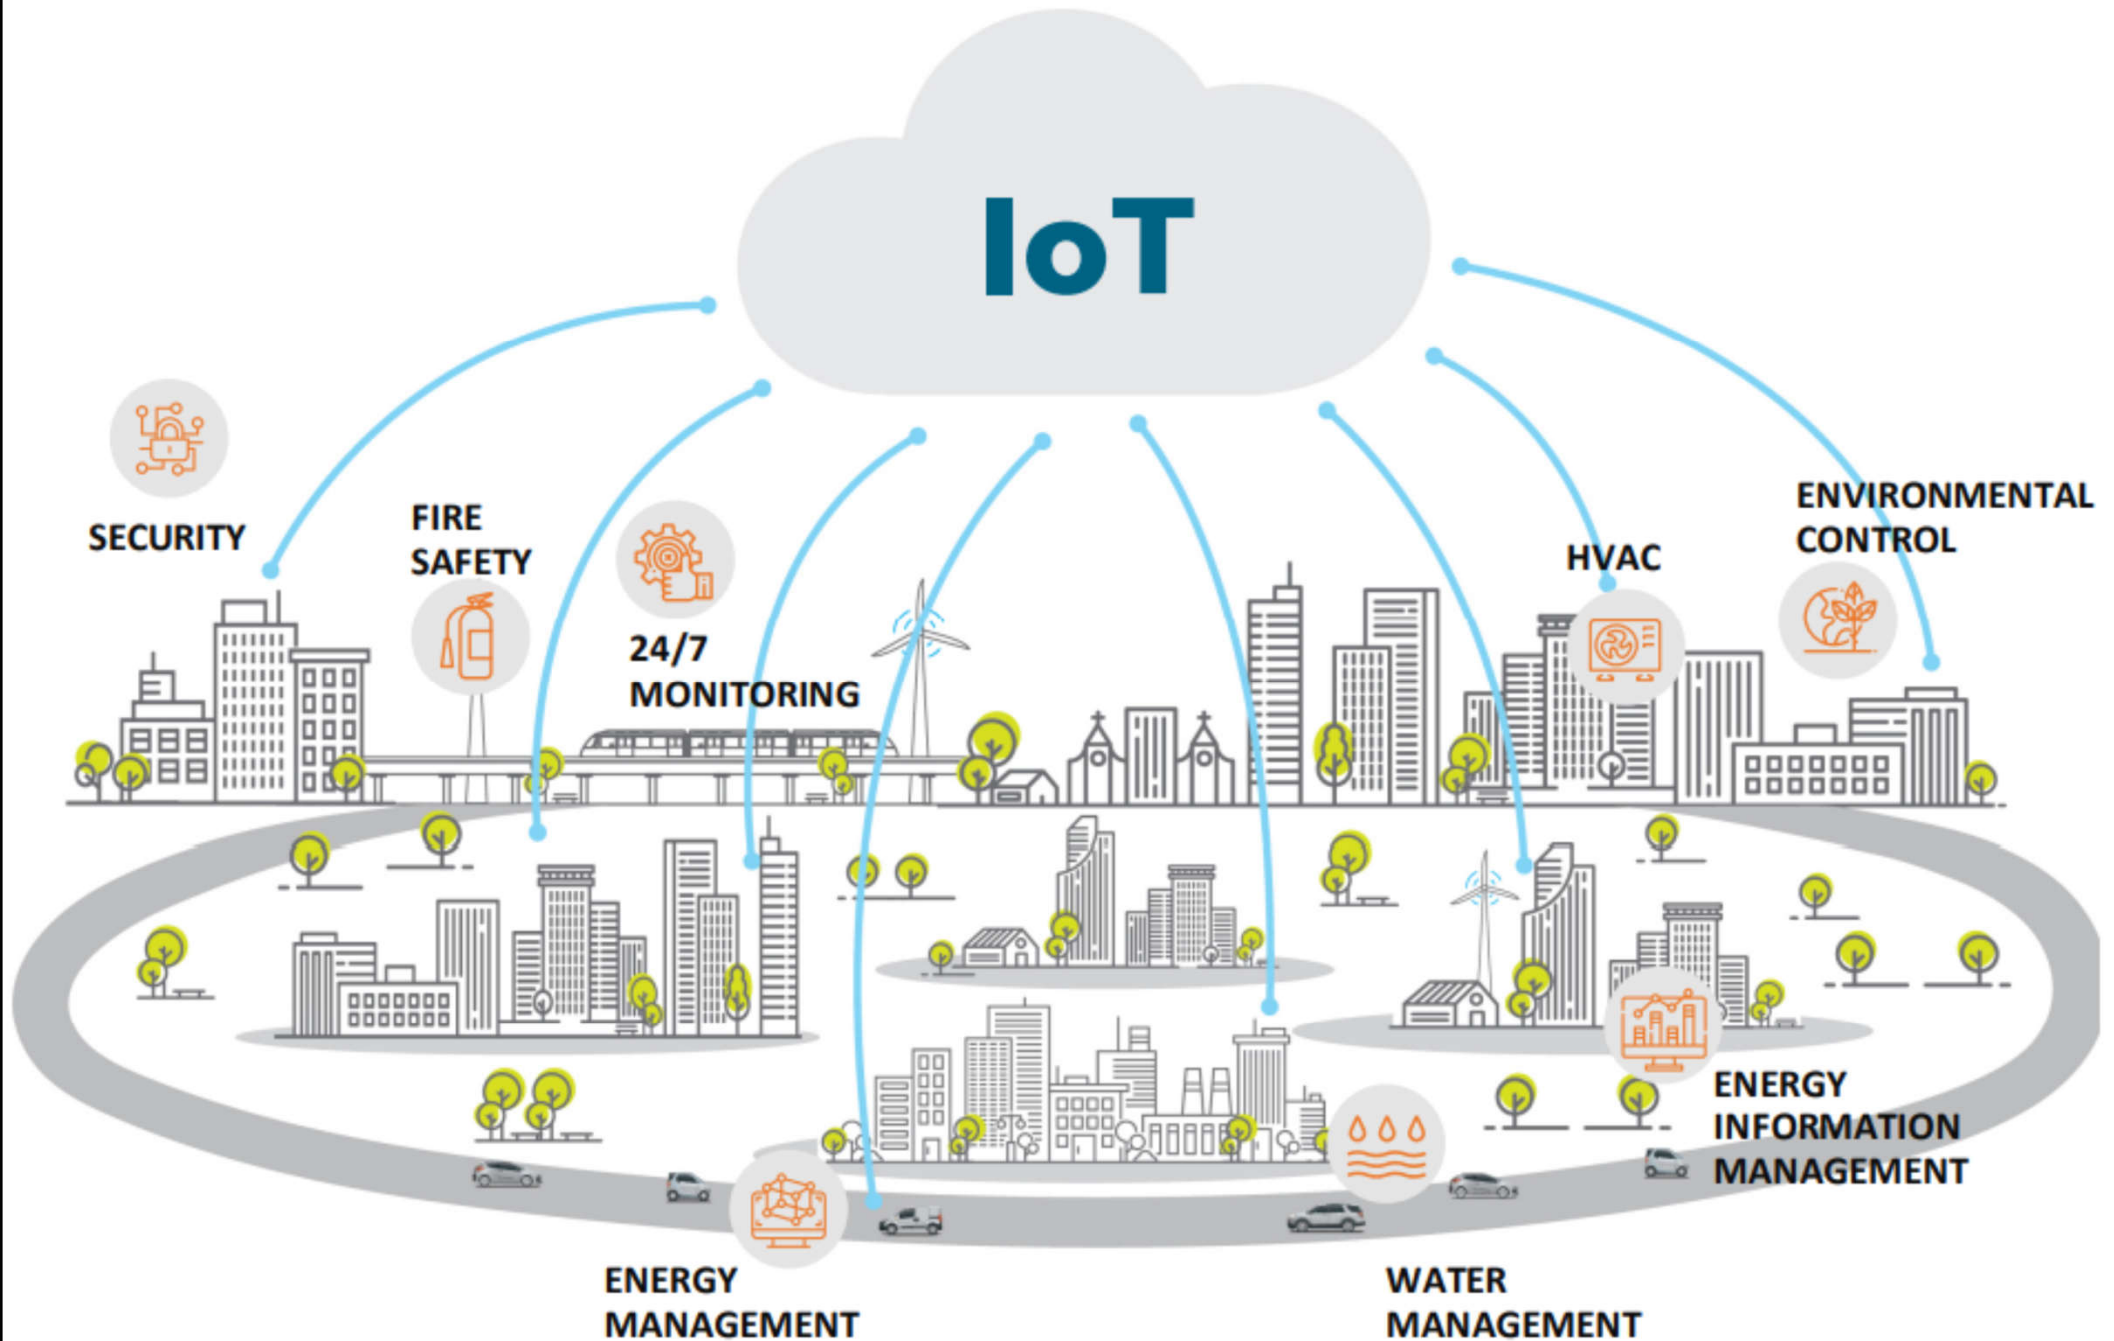 IoT
SECURITY
FIRE
SAFETY
24/7
MONITORING
HVAC
ENVIRONMENTAL
CONTROL
ENERGY
INFORMATION
MANAGEMENT
ENERGY
MANAGEMENT
WATER
MANAGEMENT